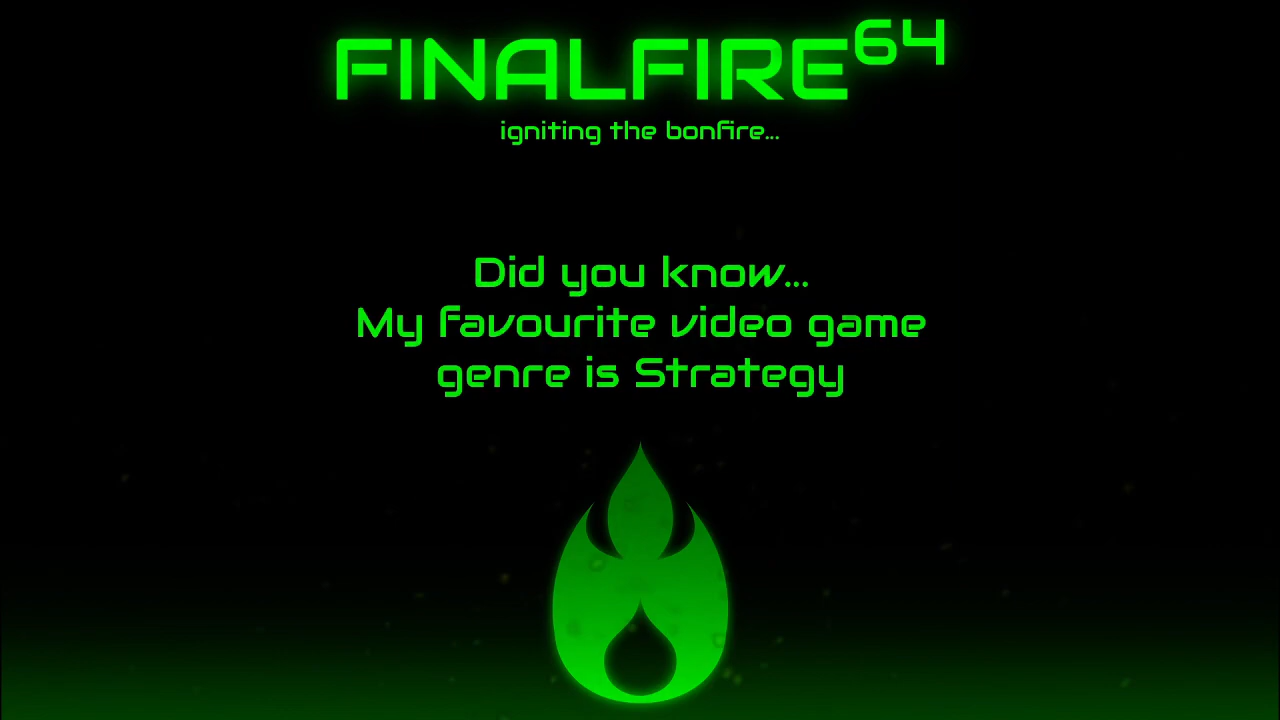 FINALFIRE64
igniting the bonfire...
Did you know...
My favourite video game
genre is Strategy